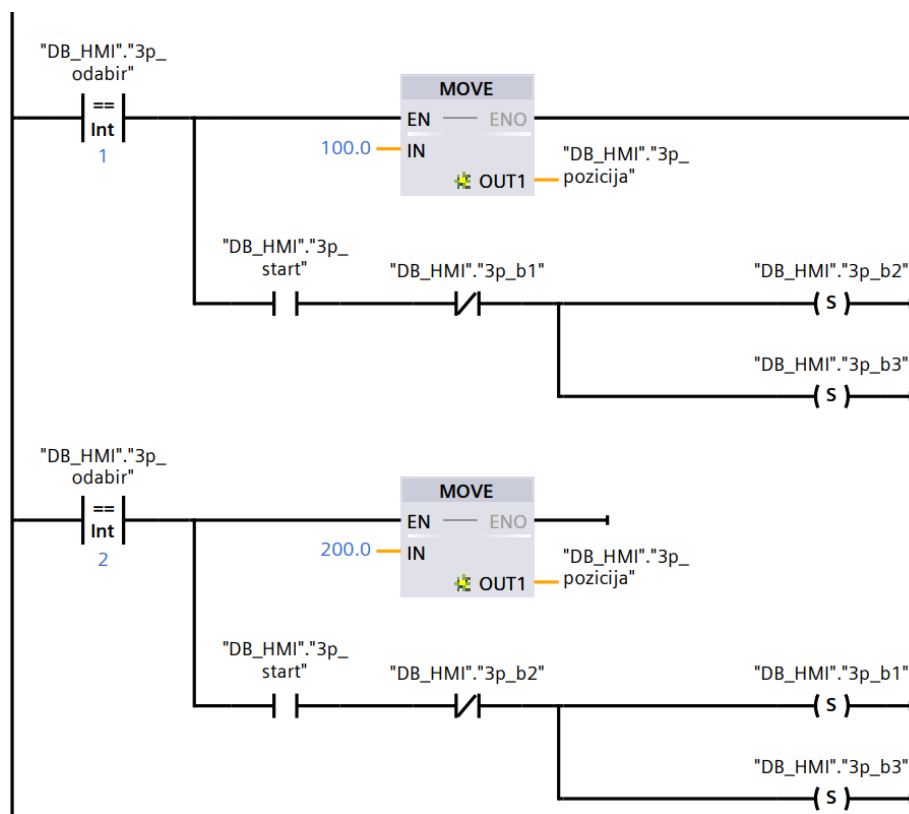 "DB_HMI"."3p_
odabir"
==
Int
1
MOVE
EN
ENO
100.0
IN
OUT1
"DB_HMI"."3p_
pozicija"
"DB_HMI"."3p_
start"
"DB_HMI"."3p_b1"
"DB_HMI"."3p_b2"
S
"DB_HMI"."3p_b3"
S
"DB_HMI"."3p_
odabir"
==
Int
2
MOVE
EN
ENO
200.0
IN
OUT1
"DB_HMI"."3p_
pozicija"
"DB_HMI"."3p_
start"
"DB_HMI"."3p_b2"
"DB_HMI"."3p_b1"
S
"DB_HMI"."3p_b3"
S